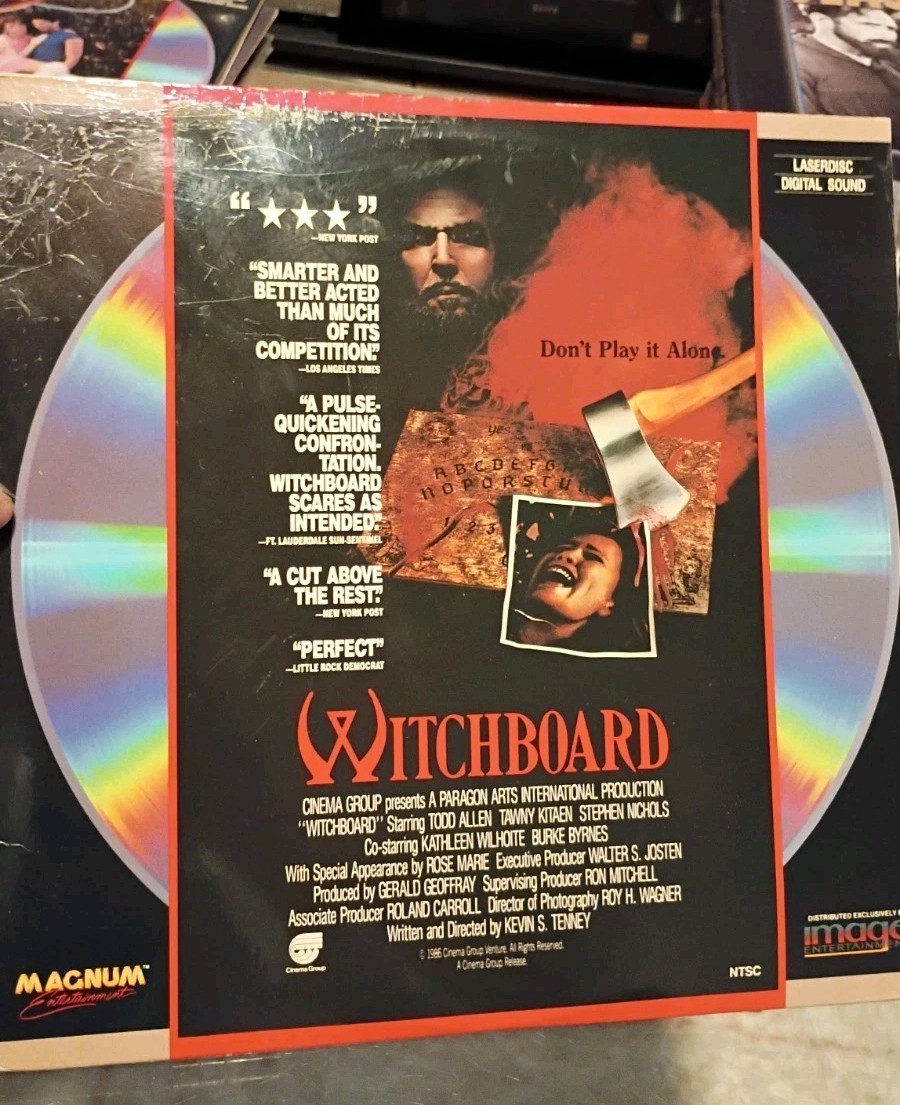 LASERDISC
DIGITAL SOUND
“★★★”
—NEW YORK POST
“SMARTER AND
BETTER ACTED
THAN MUCH
OF ITS
COMPETITION.”
—LOS ANGELES TIMES
Don't Play it Alone.
“A PULSE-
QUICKENING
CONFRON-
TATION.
WITCHBOARD
SCARES AS
INTENDED.”
—FT. LAUDERDALE SUN-SENTINEL
yes
ABCDEFG
NOPQRSTU
1 2 3
“A CUT ABOVE
THE REST.”
—NEW YORK POST
“PERFECT”
—LITTLE ROCK DEMOCRAT
WITCHBOARD
CINEMA GROUP presents A PARAGON ARTS INTERNATIONAL PRODUCTION
“WITCHBOARD” Starring TODD ALLEN TAWNY KITAEN STEPHEN NICHOLS
Co-starring KATHLEEN WILHOITE BURKE BYRNES
With Special Appearance by ROSE MARIE Executive Producer WALTER S. JOSTEN
Produced by GERALD GEOFFRAY Supervising Producer RON MITCHELL
Associate Producer ROLAND CARROLL Director of Photography ROY H. WAGNER
Written and Directed by KEVIN S. TENNEY
Cinema Group
© 1986 Cinema Group Venture. All Rights Reserved.
A Cinema Group Release.
NTSC
MAGNUM™
Entertainment
DISTRIBUTED EXCLUSIVELY
image
ENTERTAINMEN